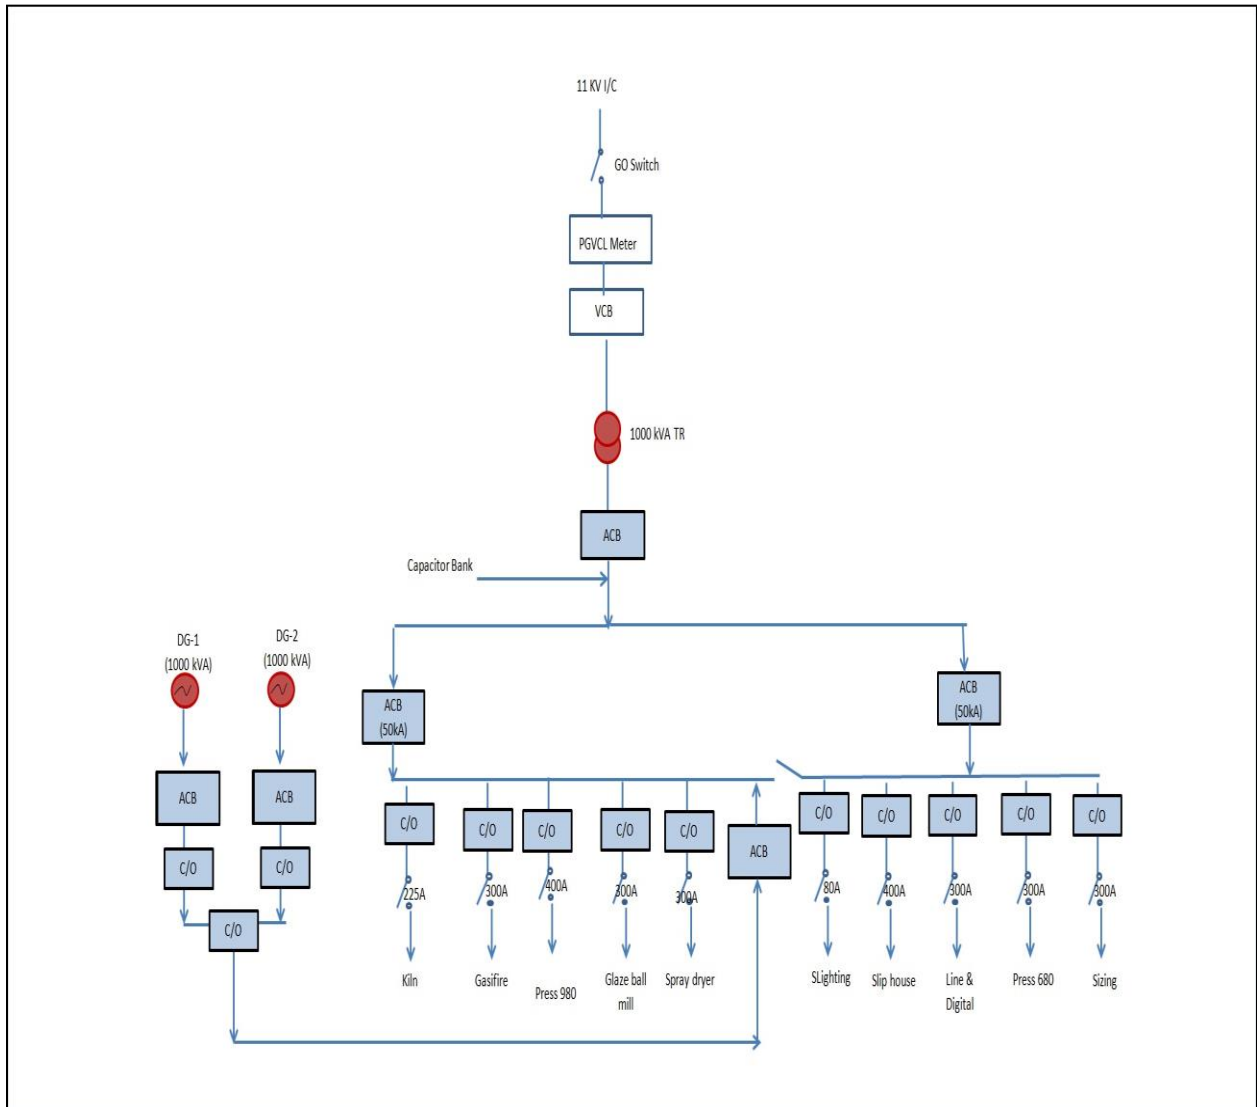 11 KV I/C
GO Switch
PGVCL Meter
VCB
1000 kVA TR
ACB
Capacitor Bank
DG-1
(1000 kVA)
DG-2
(1000 kVA)
ACB
(50kA)
ACB
(50kA)
ACB
ACB
C/O
C/O
C/O
C/O
C/O
C/O
C/O
C/O
ACB
C/O
C/O
C/O
C/O
C/O
225A
300A
400A
300A
300A
80A
400A
300A
300A
300A
C/O
Kiln
Gasifire
Press 980
Glaze ball
mill
Spray dryer
SLighting
Slip house
Line &
Digital
Press 680
Sizing